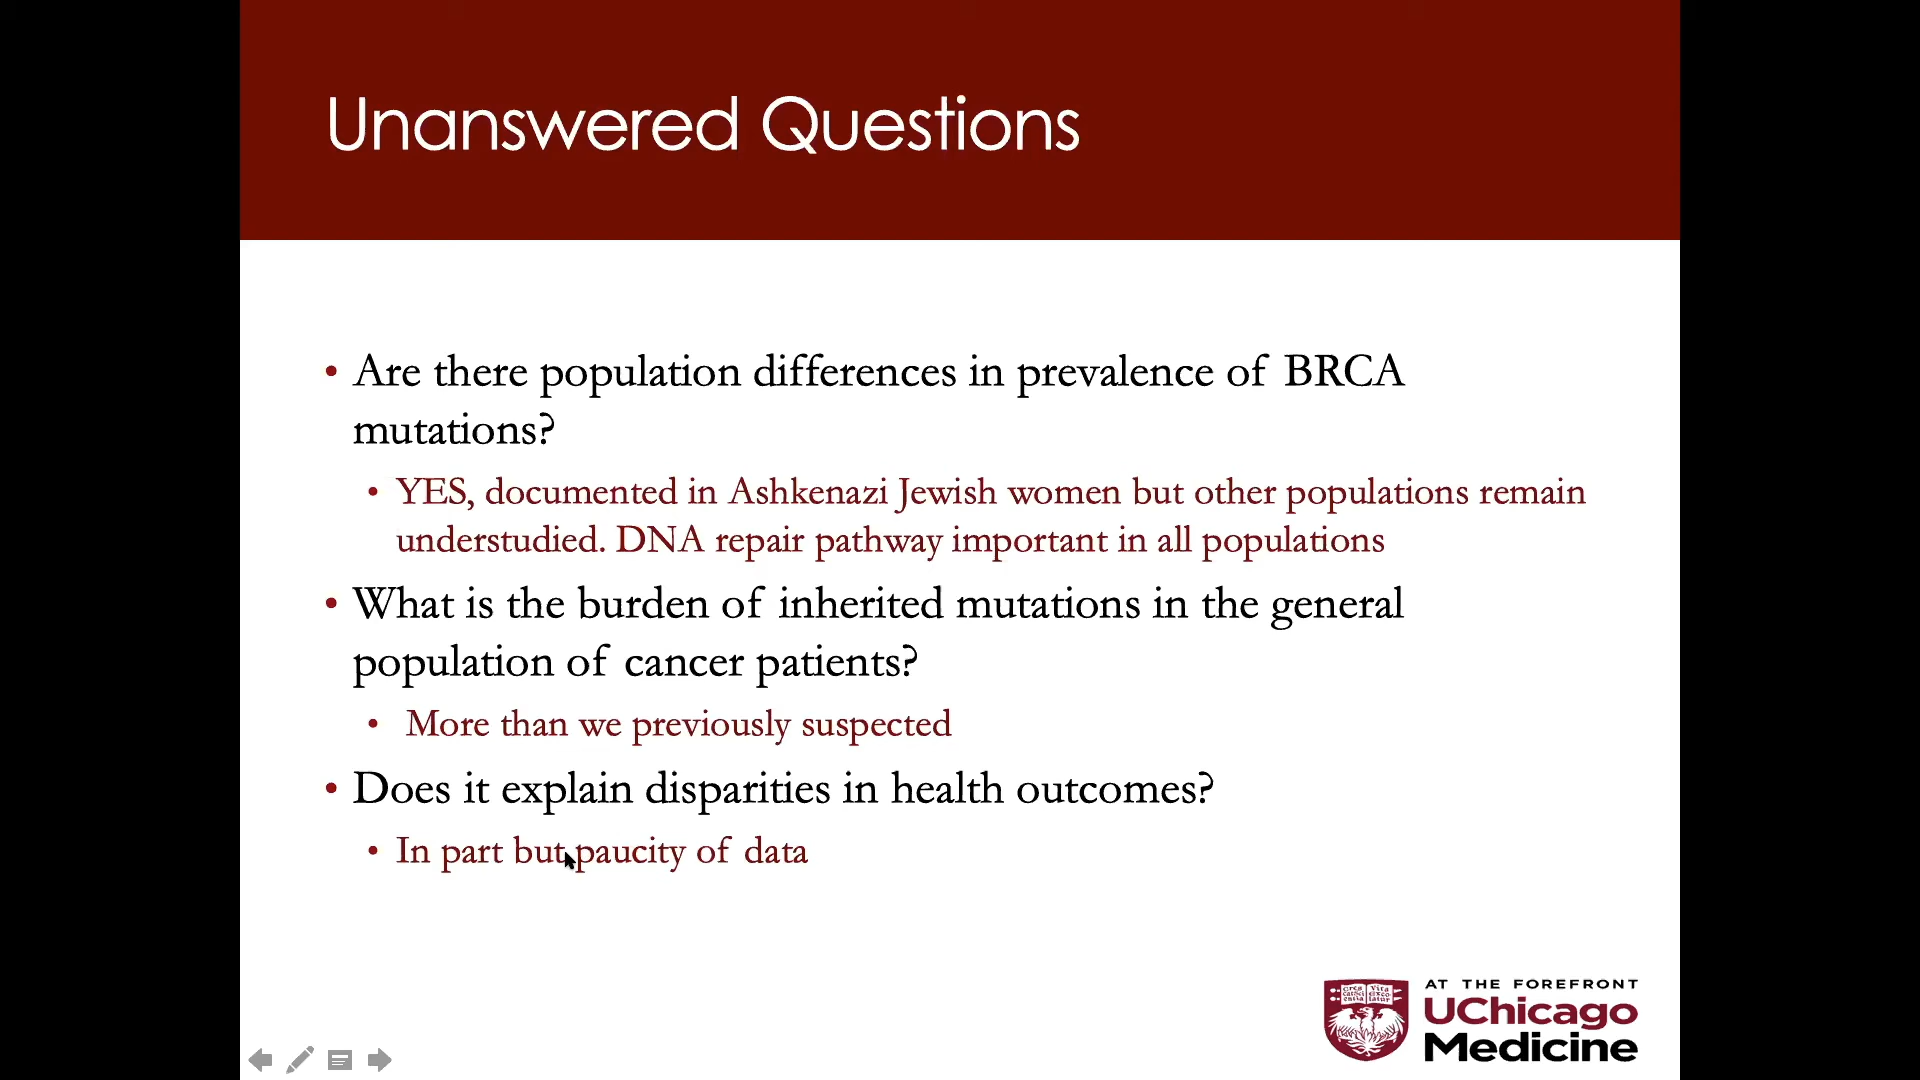 Unanswered Questions
• Are there population differences in prevalence of BRCA
mutations?
• YES, documented in Ashkenazi Jewish women but other populations remain
understudied. DNA repair pathway important in all populations
• What is the burden of inherited mutations in the general
population of cancer patients?
• More than we previously suspected
• Does it explain disparities in health outcomes?
• In part but paucity of data
AT THE FOREFRONT
UChicago
Medicine